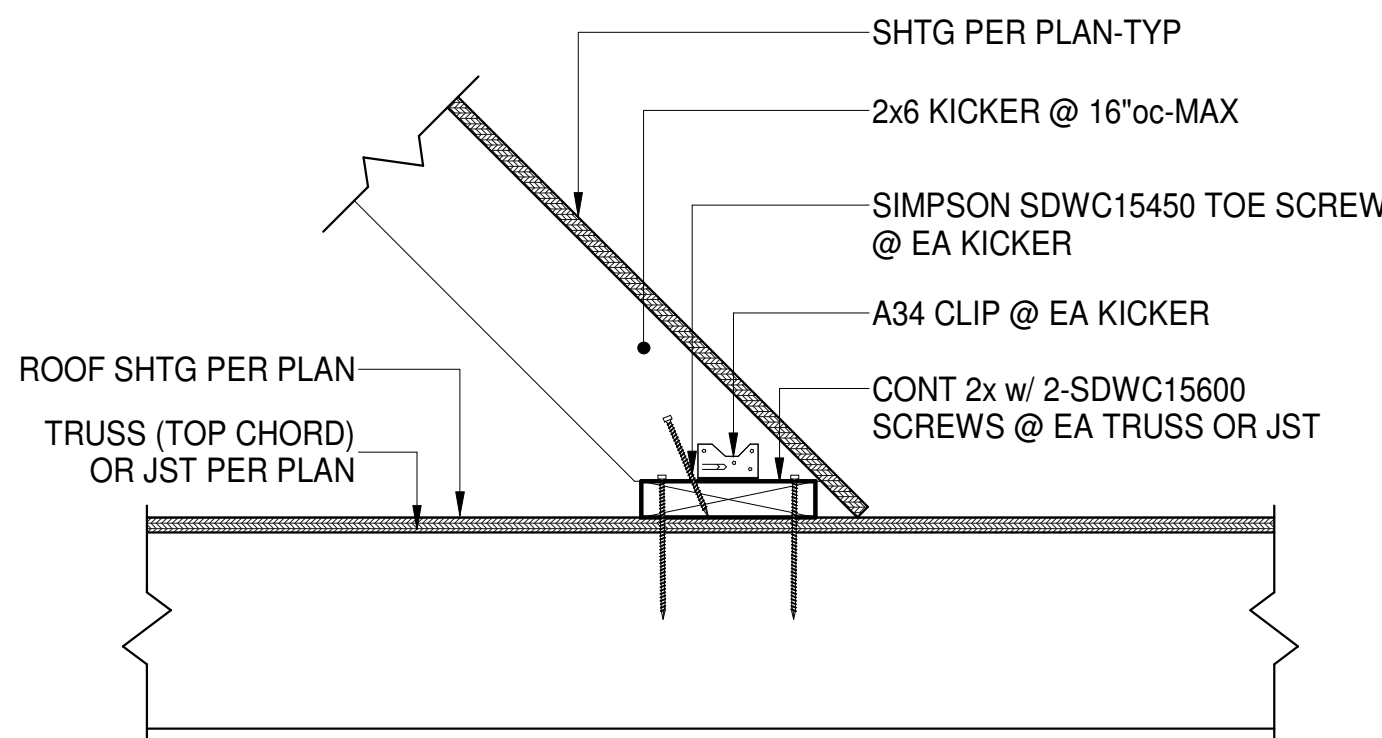 SHTG PER PLAN-TYP
2x6 KICKER @ 16"oc-MAX
SIMPSON SDWC15450 TOE SCREW
@ EA KICKER
A34 CLIP @ EA KICKER
CONT 2x w/ 2-SDWC15600
SCREWS @ EA TRUSS OR JST
ROOF SHTG PER PLAN
TRUSS (TOP CHORD)
OR JST PER PLAN